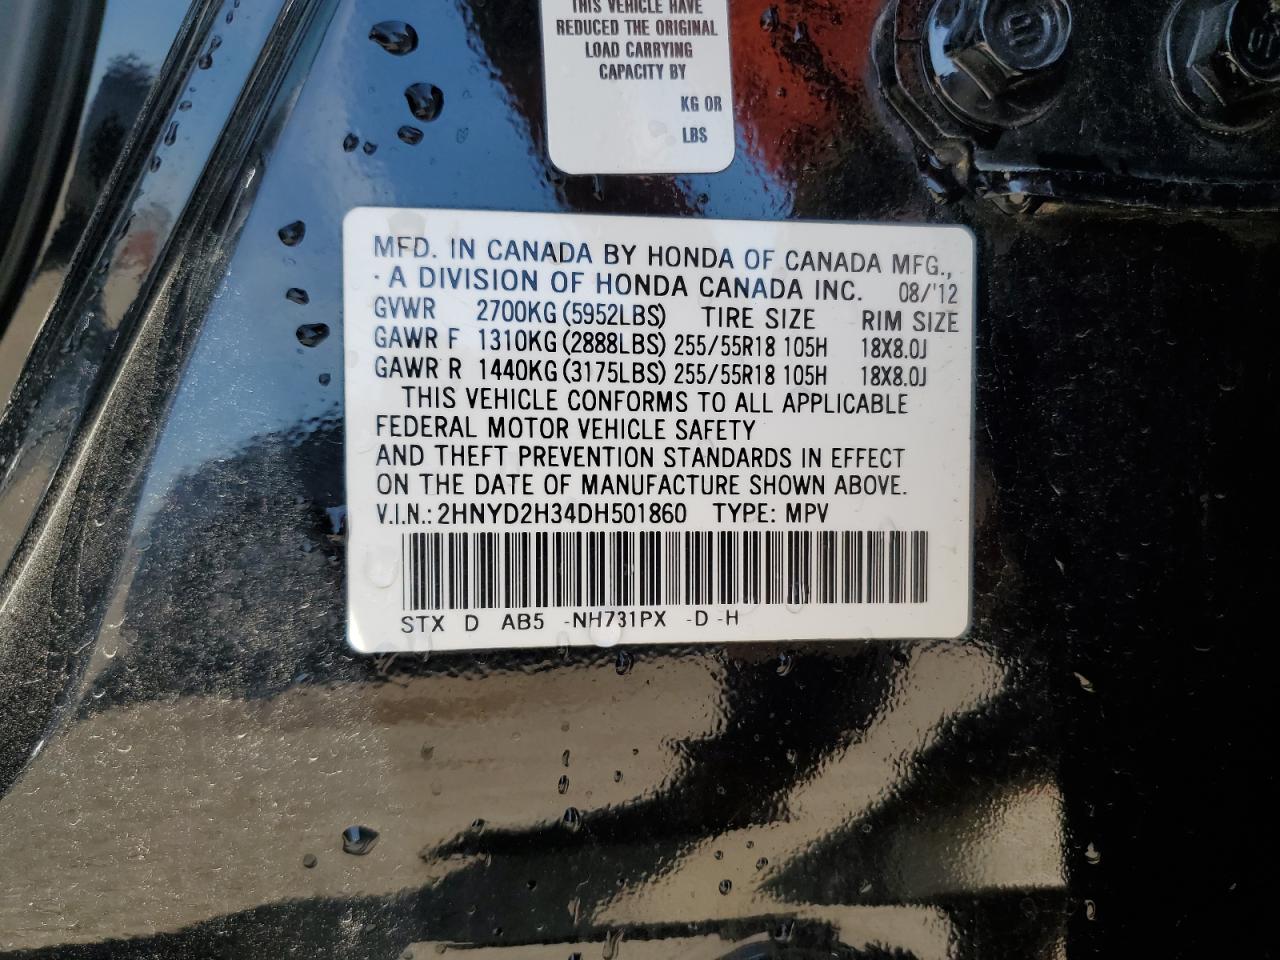 THIS VEHICLE HAVE
REDUCED THE ORIGINAL
LOAD CARRYING
CAPACITY BY
KG OR
LBS
MFD. IN CANADA BY HONDA OF CANADA MFG.,
· A DIVISION OF HONDA CANADA INC. 08/'12
GVWR 2700KG (5952LBS) TIRE SIZE RIM SIZE
GAWR F 1310KG (2888LBS) 255/55R18 105H 18X8.0J
GAWR R 1440KG (3175LBS) 255/55R18 105H 18X8.0J
THIS VEHICLE CONFORMS TO ALL APPLICABLE
FEDERAL MOTOR VEHICLE SAFETY
AND THEFT PREVENTION STANDARDS IN EFFECT
ON THE DATE OF MANUFACTURE SHOWN ABOVE.
V.I.N.: 2HNYD2H34DH501860 TYPE: MPV
STX D AB5 -NH731PX -D -H